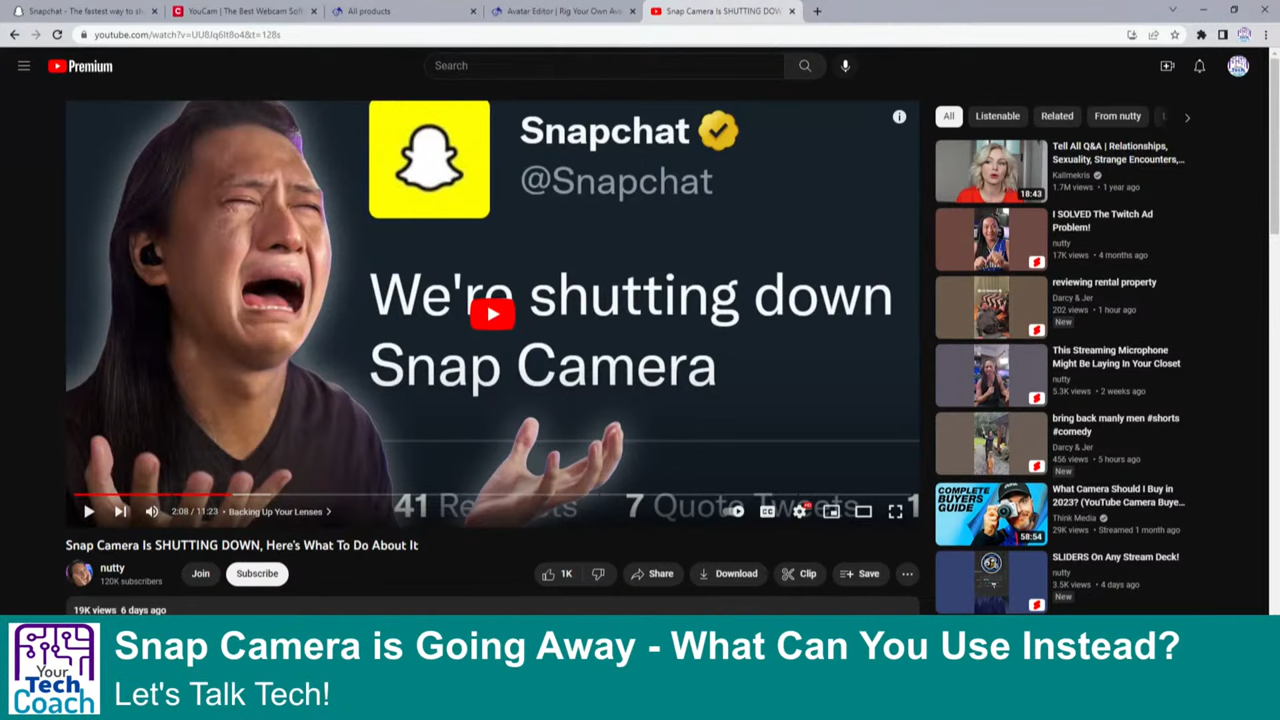 Snapchat - The fastest way to sh
YouCam | The Best Webcam Soft
All products
Avatar Editor | Rig Your Own Av
Snap Camera Is SHUTTING DOW
youtube.com/watch?v=UU8Jq6It8o4&t=128s
Premium
Search
Snapchat
@Snapchat
We're shutting down
Snap Camera
41 Retweets 7 Quote Tweets 1
2:08 / 11:23 • Backing Up Your Lenses
CC
Snap Camera Is SHUTTING DOWN, Here's What To Do About It
nutty
120K subscribers
Join
Subscribe
1K
Share
Download
Clip
Save
19K views 6 days ago
All
Listenable
Related
From nutty
Tell All Q&A | Relationships,
Sexuality, Strange Encounters,...
Kallmekris
1.7M views • 1 year ago
18:43
I SOLVED The Twitch Ad
Problem!
nutty
17K views • 4 months ago
reviewing rental property
Darcy & Jer
202 views • 1 hour ago
New
This Streaming Microphone
Might Be Laying In Your Closet
nutty
5.3K views • 2 weeks ago
bring back manly men #shorts
#comedy
Darcy & Jer
456 views • 5 hours ago
New
COMPLETE
BUYERS
GUIDE
58:54
What Camera Should I Buy in
2023? (YouTube Camera Buye...
Think Media
29K views • Streamed 1 month ago
SLIDERS On Any Stream Deck!
nutty
3.5K views • 4 days ago
New
Your
Tech
Coach
Snap Camera is Going Away - What Can You Use Instead?
Let's Talk Tech!